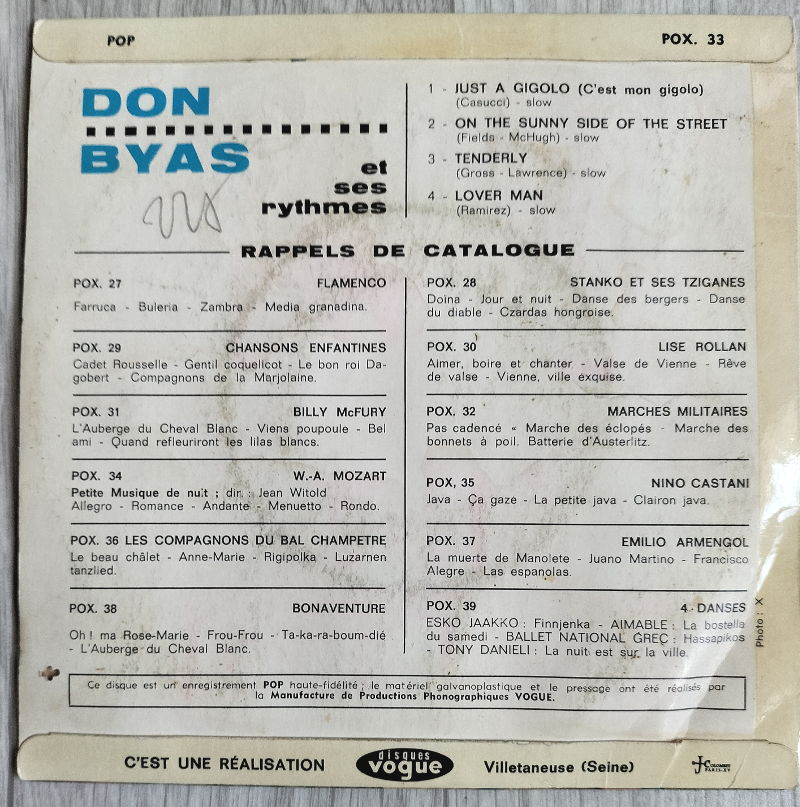 POP
POX. 33
DON
BYAS
et
ses
rythmes
1 - JUST A GIGOLO (C'est mon gigolo)
(Casucci) - slow
2 - ON THE SUNNY SIDE OF THE STREET
(Fields - McHugh) - slow
3 - TENDERLY
(Gross - Lawrence) - slow
4 - LOVER MAN
(Ramirez) - slow
RAPPELS DE CATALOGUE
POX. 27 FLAMENCO
Farruca - Buleria - Zambra - Media granadina.
POX. 29 CHANSONS ENFANTINES
Cadet Rousselle - Gentil coquelicot - Le bon roi Da-
gobert - Compagnons de la Marjolaine.
POX. 31 BILLY McFURY
L'Auberge du Cheval Blanc - Viens poupoule - Bel
ami - Quand refleuriront les lilas blancs.
POX. 34 W.-A. MOZART
Petite Musique de nuit ; dir. : Jean Witold
Allegro - Romance - Andante - Menuetto - Rondo.
POX. 36 LES COMPAGNONS DU BAL CHAMPETRE
Le beau châlet - Anne-Marie - Rigipolka - Luzarnen
tanzlied.
POX. 38 BONAVENTURE
Oh ! ma Rose-Marie - Frou-Frou - Ta-ka-ra-boum-dié
- L'Auberge du Cheval Blanc.
POX. 28 STANKO ET SES TZIGANES
Doina - Jour et nuit - Danse des bergers - Danse
du diable - Czardas hongroise.
POX. 30 LISE ROLLAN
Aimer, boire et chanter - Valse de Vienne - Rêve
de valse - Vienne, ville exquise.
POX. 32 MARCHES MILITAIRES
Pas cadencé « Marche des éclopés - Marche des
bonnets à poil. Batterie d'Austerlitz.
POX, 35 NINO CASTANI
Java - Ça gaze - La petite java - Clairon java.
POX. 37 EMILIO ARMENGOL
La muerte de Manolete - Juano Martino - Francisco
Alegre - Las espanolas.
POX. 39 4 DANSES
ESKO JAAKKO : Finnjenka - AIMABLE : La bostella
du samedi - BALLET NATIONAL GREC : Hassapikos
- TONY DANIELI : La nuit est sur la ville.
Photo : X
Ce disque est un enregistrement POP haute-fidélité ; le matériel galvanoplastique et le pressage ont été réalisés par
la Manufacture de Productions Phonographiques VOGUE.
C'EST UNE RÉALISATION
disques
vogue
Villetaneuse (Seine)